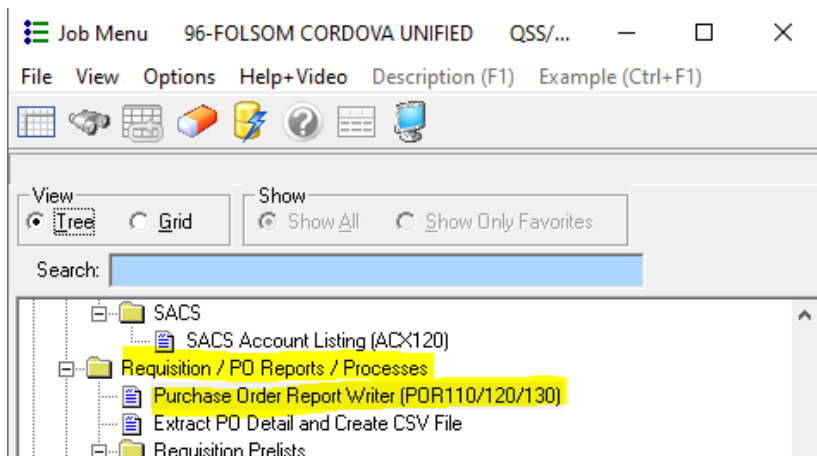 Job Menu 96-FOLSOM CORDOVA UNIFIED QSS/...
File View Options Help+Video Description (F1) Example (Ctrl+F1)
View Show
Tree Grid Show All Show Only Favorites
Search:
SACS
SACS Account Listing (ACX120)
Requisition / PO Reports / Processes
Purchase Order Report Writer (POR110/120/130)
Extract PO Detail and Create CSV File
Requisition Prelists